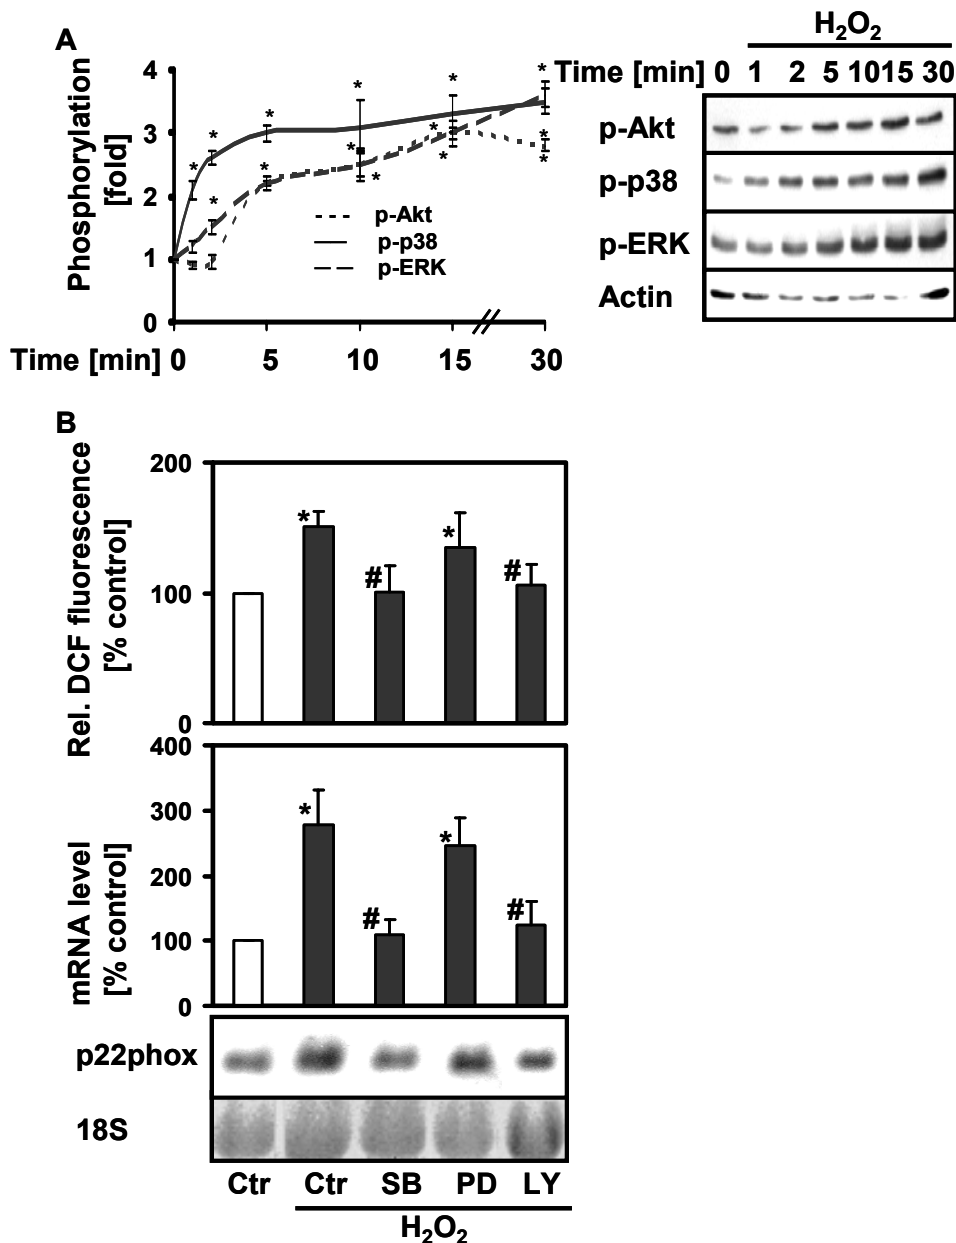 A
Phosphorylation
[fold]
4
3
2
1
0
* * * * * *
* * * * *
* * * *
p-Akt
p-p38
p-ERK
Time [min] 0 5 10 15 30
H₂O₂
Time [min] 0 1 2 5 10 15 30
p-Akt
p-p38
p-ERK
Actin
B
Rel. DCF fluorescence
[% control]
200
100
0
* # * #
mRNA level
[% control]
400
300
200
100
0
* # * #
p22phox
18S
Ctr Ctr SB PD LY
H₂O₂